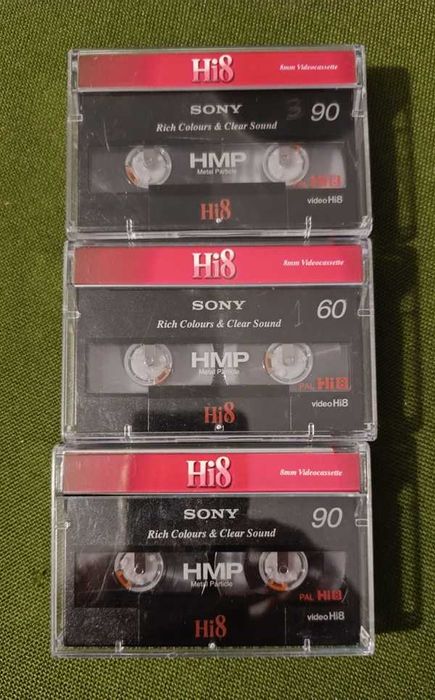 Hi8
8mm Videocassette
SONY
3 90
Rich Colours & Clear Sound
HMP
Metal Particle
PAL Hi8
Hi8
video Hi8
Hi8
8mm Videocassette
SONY
1 60
Rich Colours & Clear Sound
HMP
Metal Particle
PAL Hi8
Hi8
video Hi8
Hi8
8mm Videocassette
SONY
90
Rich Colours & Clear Sound
HMP
Metal Particle
PAL Hi8
Hi8
video Hi8